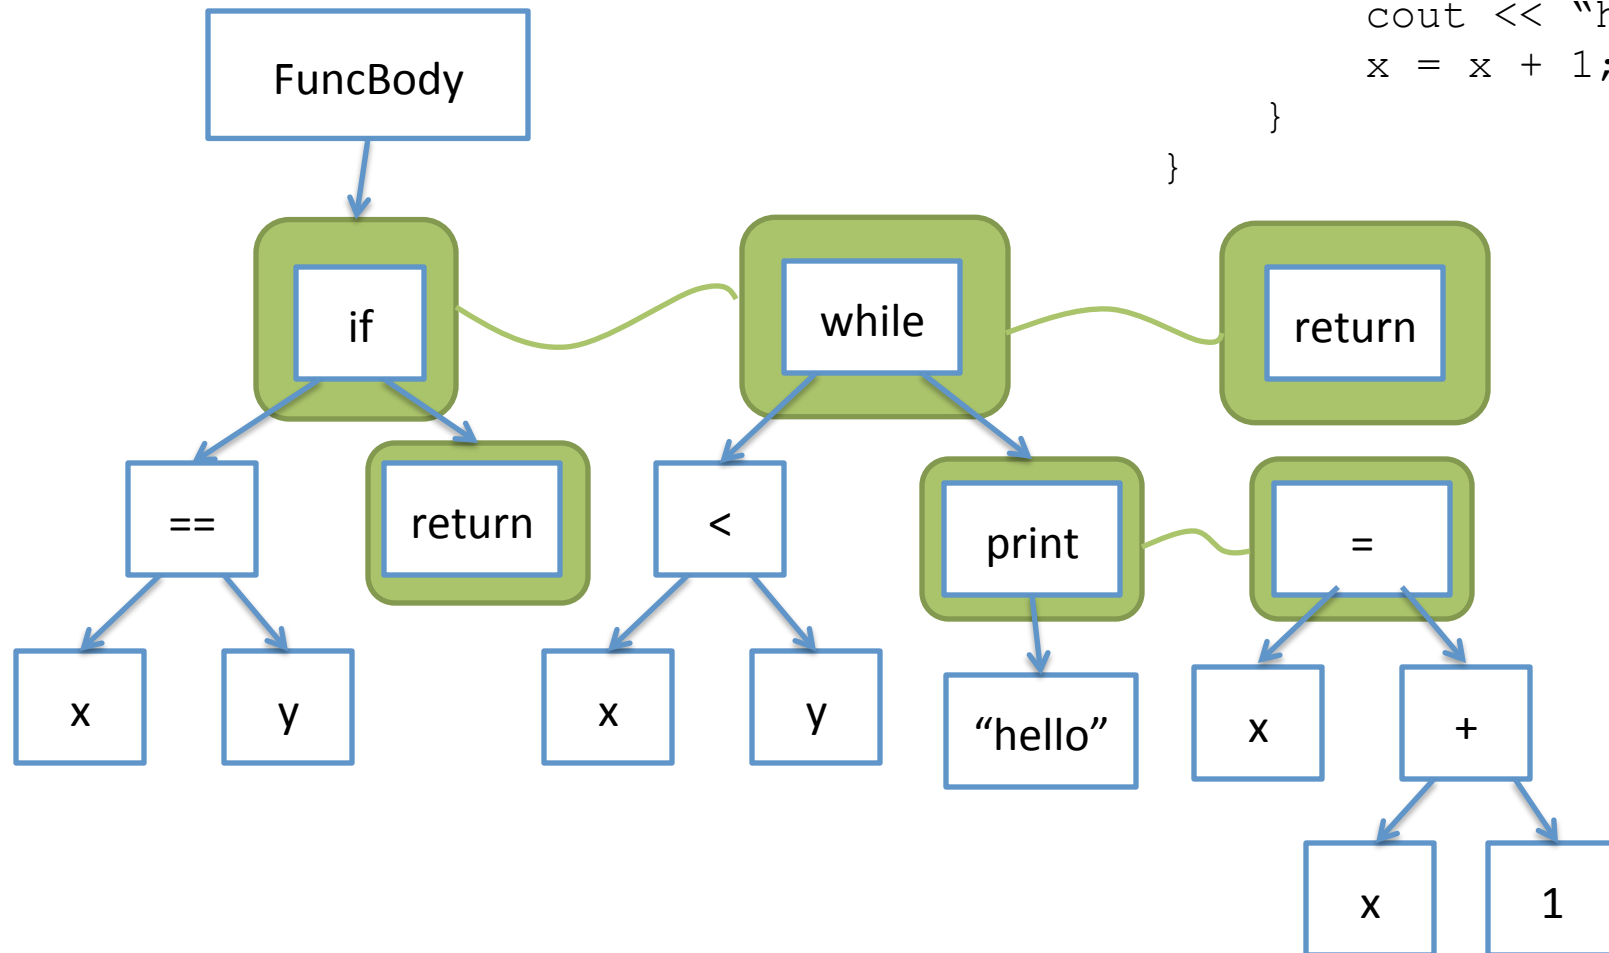 cout << “h
x = x + 1;
}
}
FuncBody
if
while
return
==
return
<
print
=
x
y
x
y
“hello”
x
+
x
1